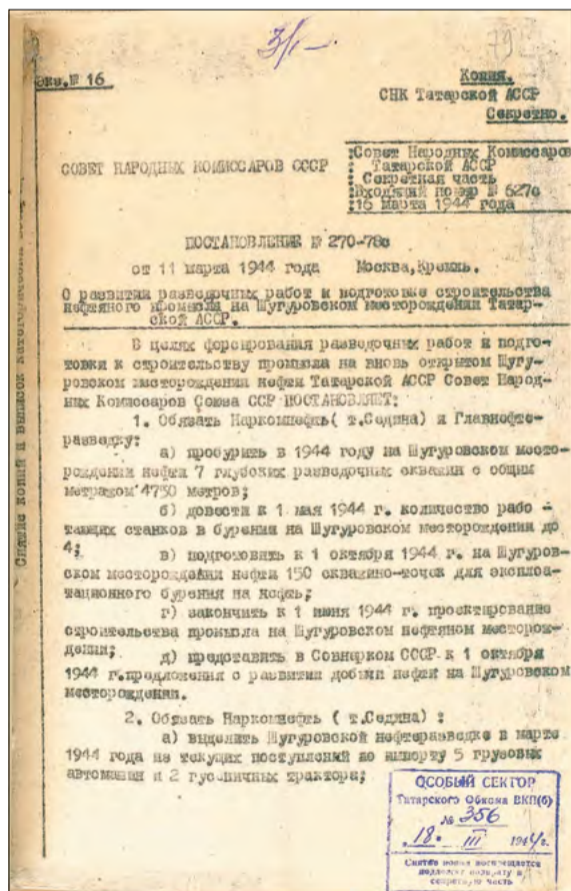 3/1-
79
Экз.№ 16
Копия.
СНК Татарской АССР
Секретно.
СОВЕТ НАРОДНЫХ КОМИССАРОВ СССР
:Совет Народных Комиссаров
: Татарской АССР
: Секретная часть
:Входящий номер № 627с
:16 марта 1944 года
ПОСТАНОВЛЕНИЕ № 270-78с
от 11 марта 1944 года Москва,Кремль.
О развитии разведочных работ и подготовке строительства
нефтяного промысла на Шугуровском месторождении Татар-
ской АССР.
В целях форсирования разведочных работ и подго-
товки к строительству промысла на вновь открытом Шугу-
ровском месторождении нефти Татарской АССР Совет Народ-
ных Комиссаров Союза ССР ПОСТАНОВЛЯЕТ:
1. Обязать Наркомнефть( т.Седина) и Главнефте-
разведку:
а) пробурить в 1944 году на Шугуровском место-
рождении нефти 7 глубоких разведочных скважин с общим
метражом 4750 метров;
б) довести к 1 мая 1944 г. количество рабо -
тающих станков в бурении на Шугуровском месторождении до
4;
в) подготовить к 1 октября 1944 г. на Шугуров-
ском месторождении нефти 150 скважино-точек для эксплоа-
тационного бурения на нефть;
г) закончить к 1 июня 1944 г. проектирование
строительства промысла на Шугуровском нефтяном месторож-
дении;
д) представить в Совнарком СССР к 1 октября
1944 г.предложения о развитии добычи нефти на Шугуровском
месторождении.
2. Обязать Наркомнефть ( т.Седина) :
а) выделить Шугуровской нефтеразведке в марте
1944 года из текущих поступлений по импорту 5 грузовых
автомашин и 2 гусеничных трактора;
Снятие копий и выписок категорически
ОСОБЫЙ СЕКТОР
Татарского Обкома ВКП(б)
№ 356
18. III 1944г.
Снятие копий воспрещается
подлежит возврату в
секретную часть